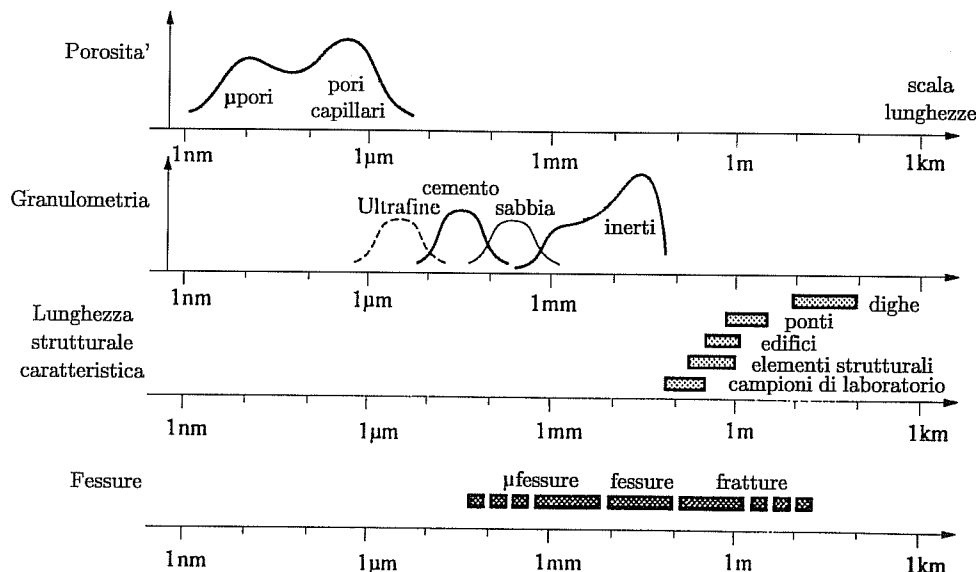 Porosita'
µpori
pori
capillari
scala
lunghezze
1nm 1µm 1mm 1m 1km
Granulometria
Ultrafine
cemento
sabbia
inerti
1nm 1µm 1mm 1m 1km
Lunghezza
strutturale
caratteristica
dighe
ponti
edifici
elementi strutturali
campioni di laboratorio
1nm 1µm 1mm 1m 1km
Fessure
µfessure fessure fratture
1nm 1µm 1mm 1m 1km